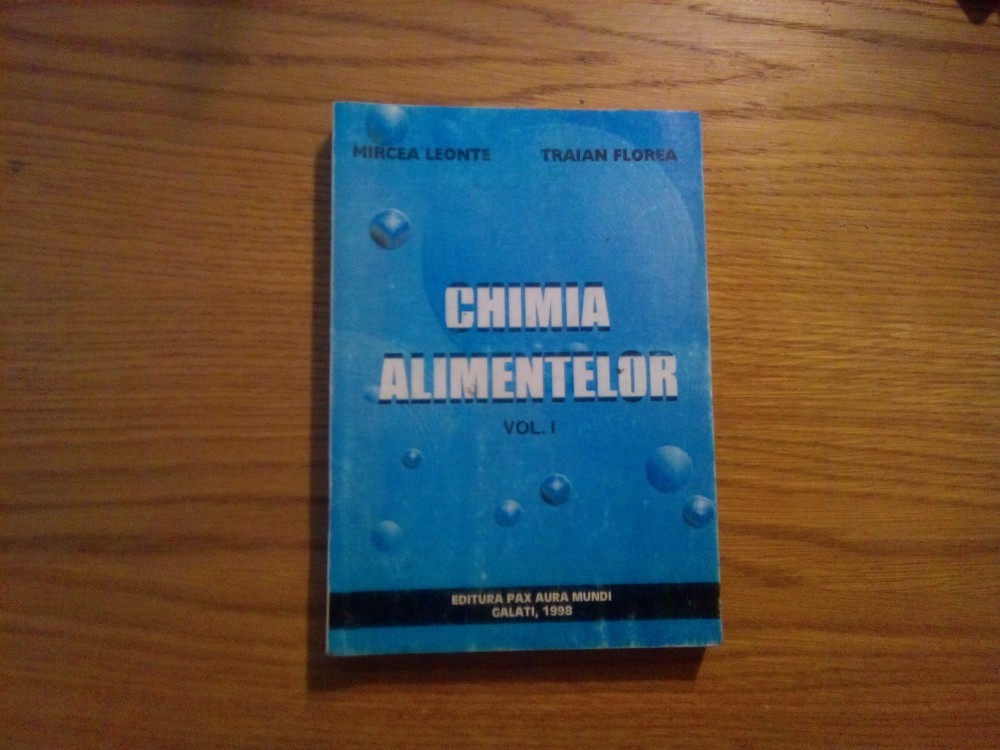 MIRCEA LEONTE TRAIAN FLOREA
CHIMIA
ALIMENTELOR
VOL. I
EDITURA PAX AURA MUNDI
GALATI, 1998